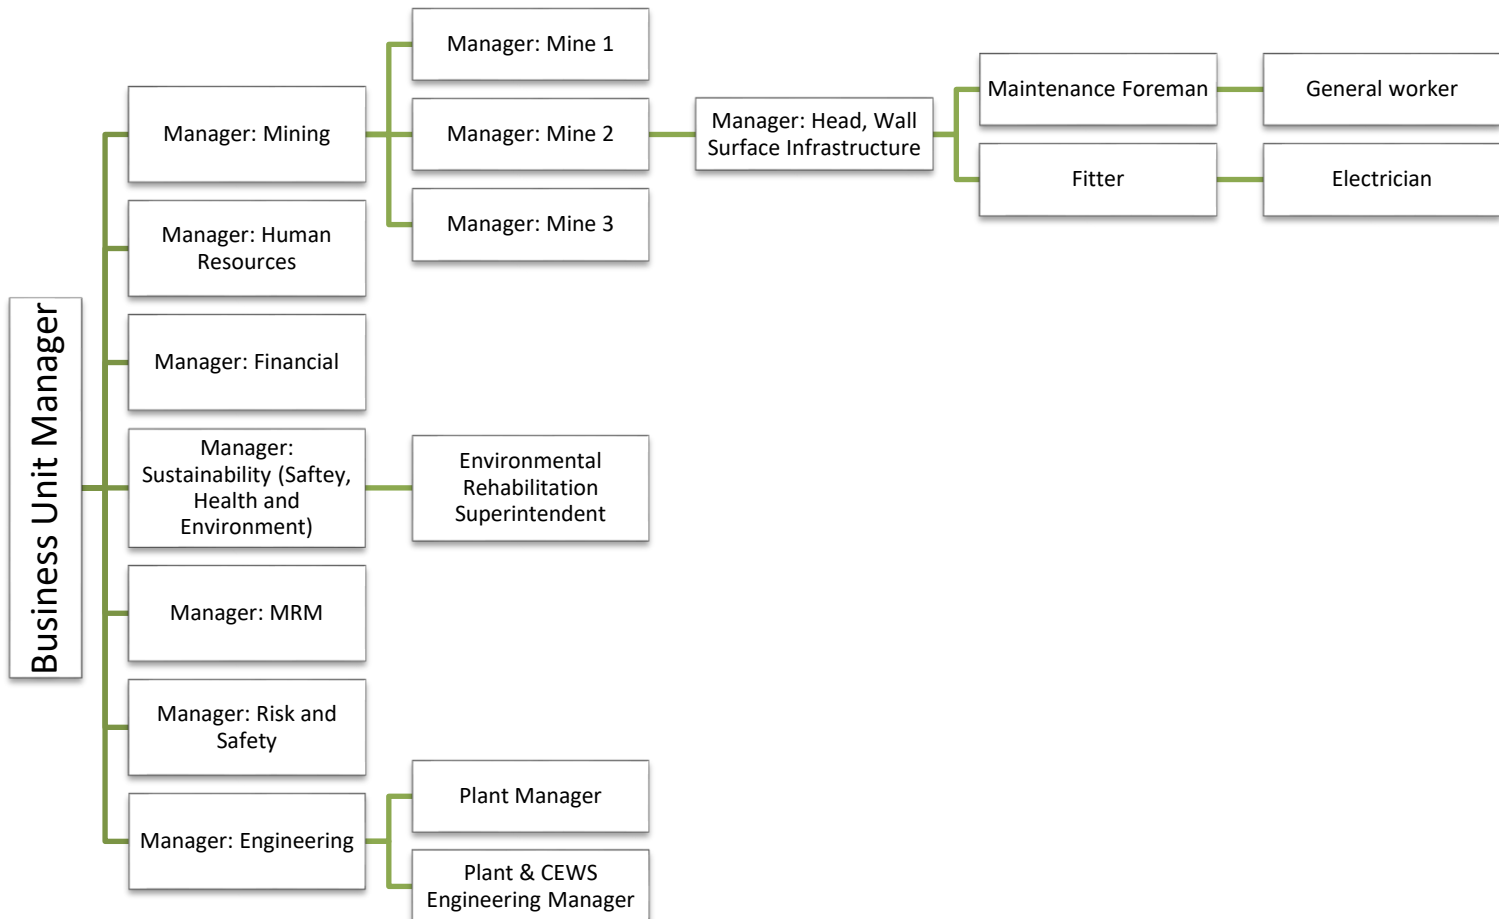 Business Unit Manager
Manager: Mining
Manager: Mine 1
Manager: Mine 2
Manager: Head, Wall
Surface Infrastructure
Maintenance Foreman
General worker
Fitter
Electrician
Manager: Mine 3
Manager: Human
Resources
Manager: Financial
Manager:
Sustainability (Saftey,
Health and
Environment)
Environmental
Rehabilitation
Superintendent
Manager: MRM
Manager: Risk and
Safety
Manager: Engineering
Plant Manager
Plant & CEWS
Engineering Manager